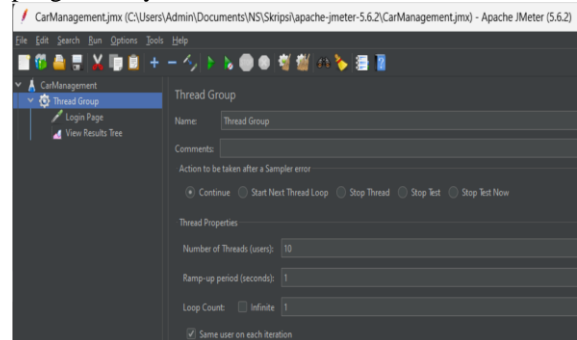 CarManagement.jmx (C:\Users\Admin\Documents\NS\Skripsi\apache-jmeter-5.6.2\CarManagement.jmx) - Apache JMeter (5.6.2)
File Edit Search Run Options Tools Help
CarManagement
Thread Group
Login Page
View Results Tree
Thread Group
Name: Thread Group
Comments:
Action to be taken after a Sampler error
Continue Start Next Thread Loop Stop Thread Stop Test Stop Test Now
Thread Properties
Number of Threads (users): 10
Ramp-up period (seconds): 1
Loop Count: Infinite 1
Same user on each iteration